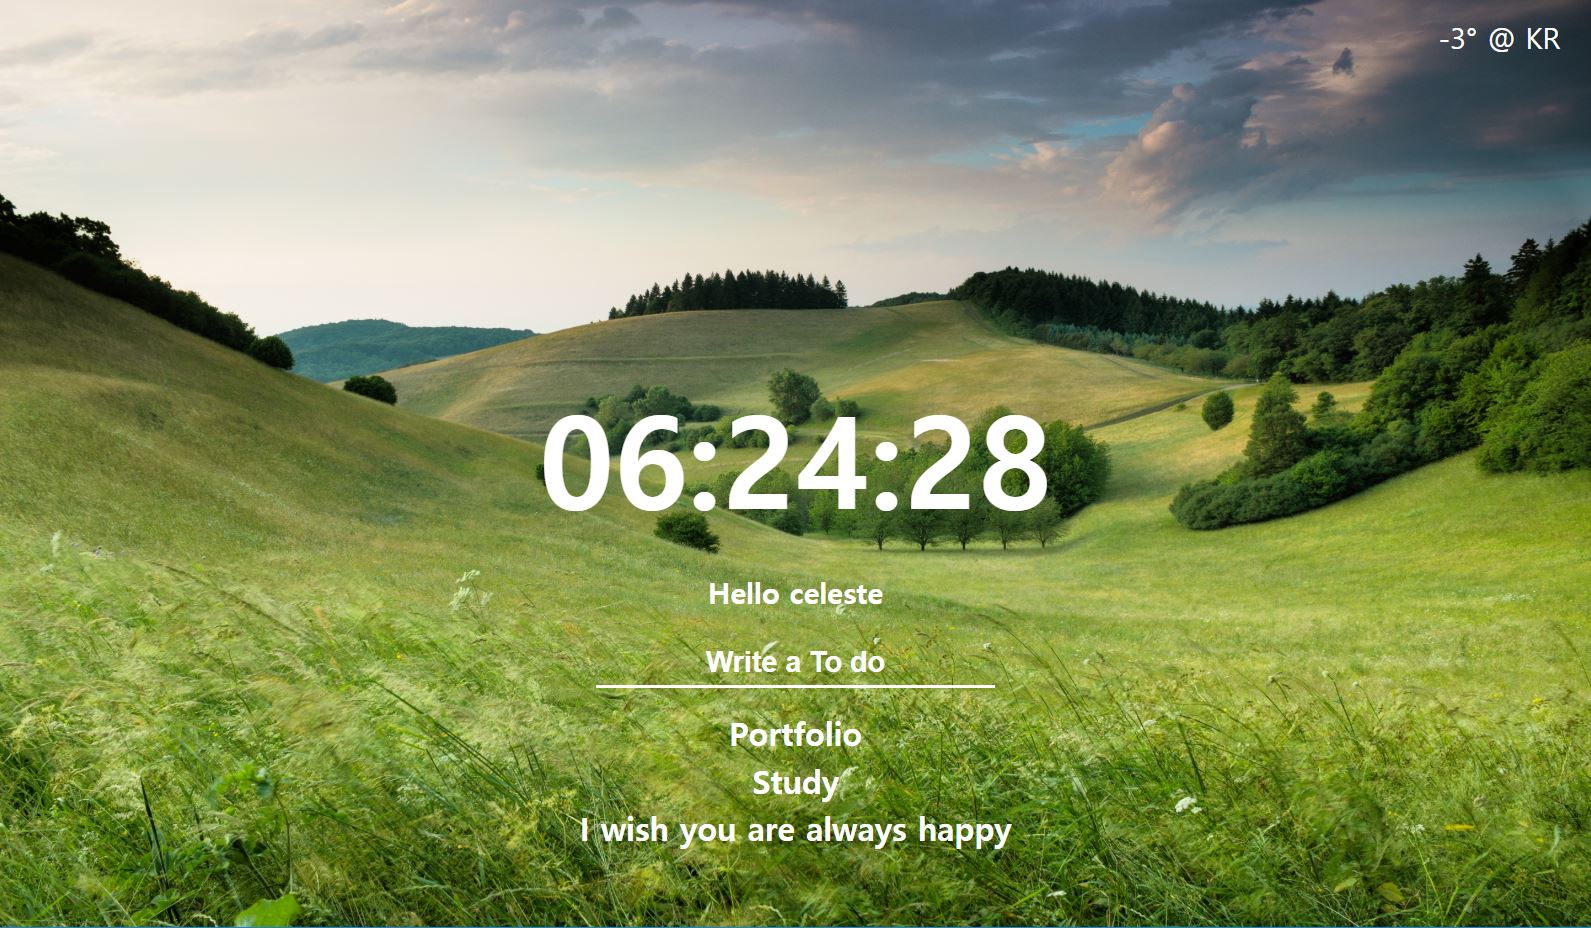 -3° @ KR
06:24:28
Hello celeste
Write a To do
Portfolio
Study
I wish you are always happy